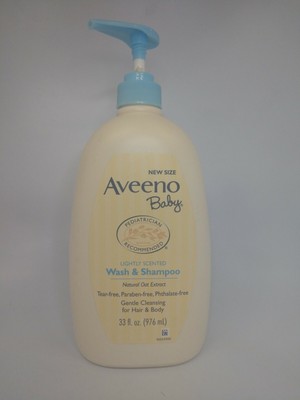 NEW SIZE
Aveeno
Baby
PEDIATRICIAN
RECOMMENDED
LIGHTLY SCENTED
Wash & Shampoo
Natural Oat Extract
Tear-free, Paraben-free, Phthalate-free
Gentle Cleansing
for Hair & Body
33 fl. oz. (976 ml)